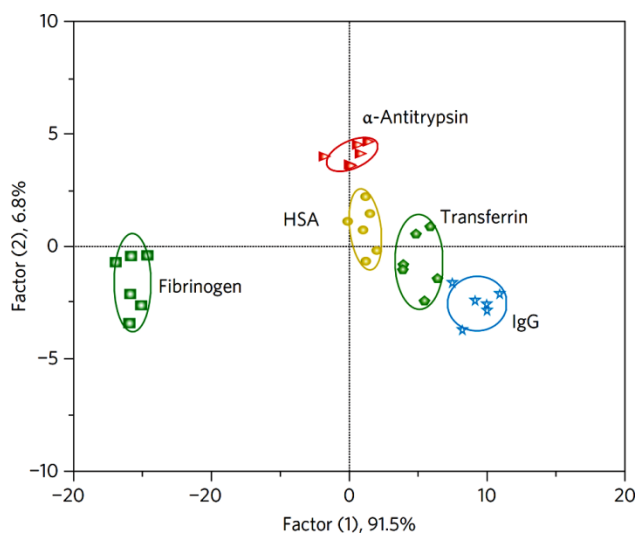 10
5
0
−5
−10
Factor (2), 6.8%
α-Antitrypsin
HSA
Transferrin
Fibrinogen
IgG
−20
−20
0
10
20
Factor (1), 91.5%